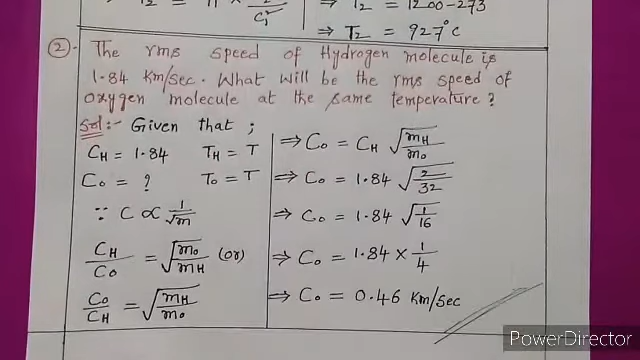 ⇒ T₂ = 1200-273
⇒ T₂ = 927°C
②- The rms speed of Hydrogen molecule is
1.84 Km/sec. What will be the rms speed of
oxygen molecule at the same temperature?
Sol:- Given that ;
C_H = 1.84 T_H = T
C_O = ? T_O = T
∵ C ∝ 1/√m
C_H/C_O = √(m_O/m_H) (or)
C_O/C_H = √(m_H/m_O)
⇒ C_O = C_H √(m_H/m_O)
⇒ C_O = 1.84 √(2/32)
⇒ C_O = 1.84 √(1/16)
⇒ C_O = 1.84 × 1/4
⇒ C_O = 0.46 Km/sec
PowerDirector